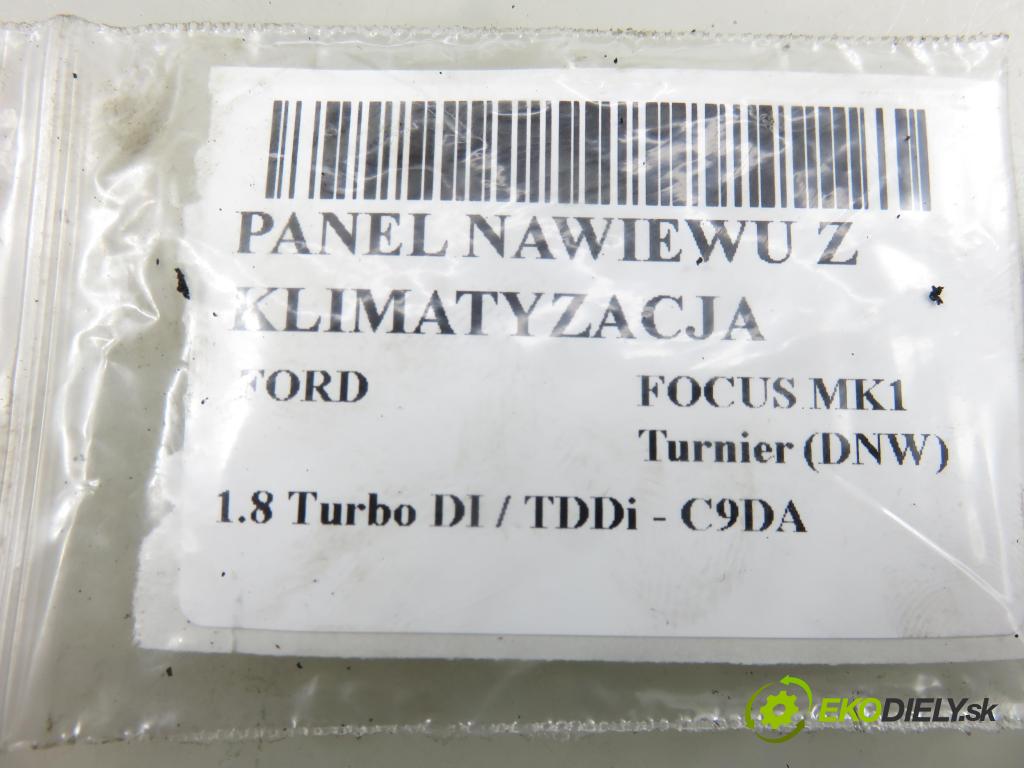 PANEL NAWIEWU Z
KLIMATYZACJA
FORD
FOCUS MK1
Turnier (DNW)
1.8 Turbo DI / TDDi - C9DA
EKODIELY.sk